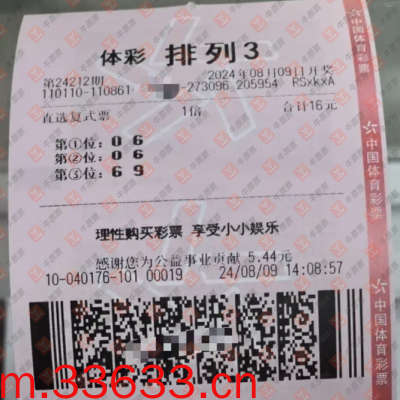 体彩 排列3
第24212期 2024年08月09日开奖
110110-110861 -273096 205954 RSxkxA
直选复式票 1倍 合计16元
第①位: 0 6
第②位: 0 6
第③位: 6 9
理性购买彩票 享受小小娱乐
感谢您为公益事业贡献 5.44元
10-040176-101 00019 24/08/09 14:08:57
中国体育彩票
中国体育彩票
中国体育彩票
m.33633.cn